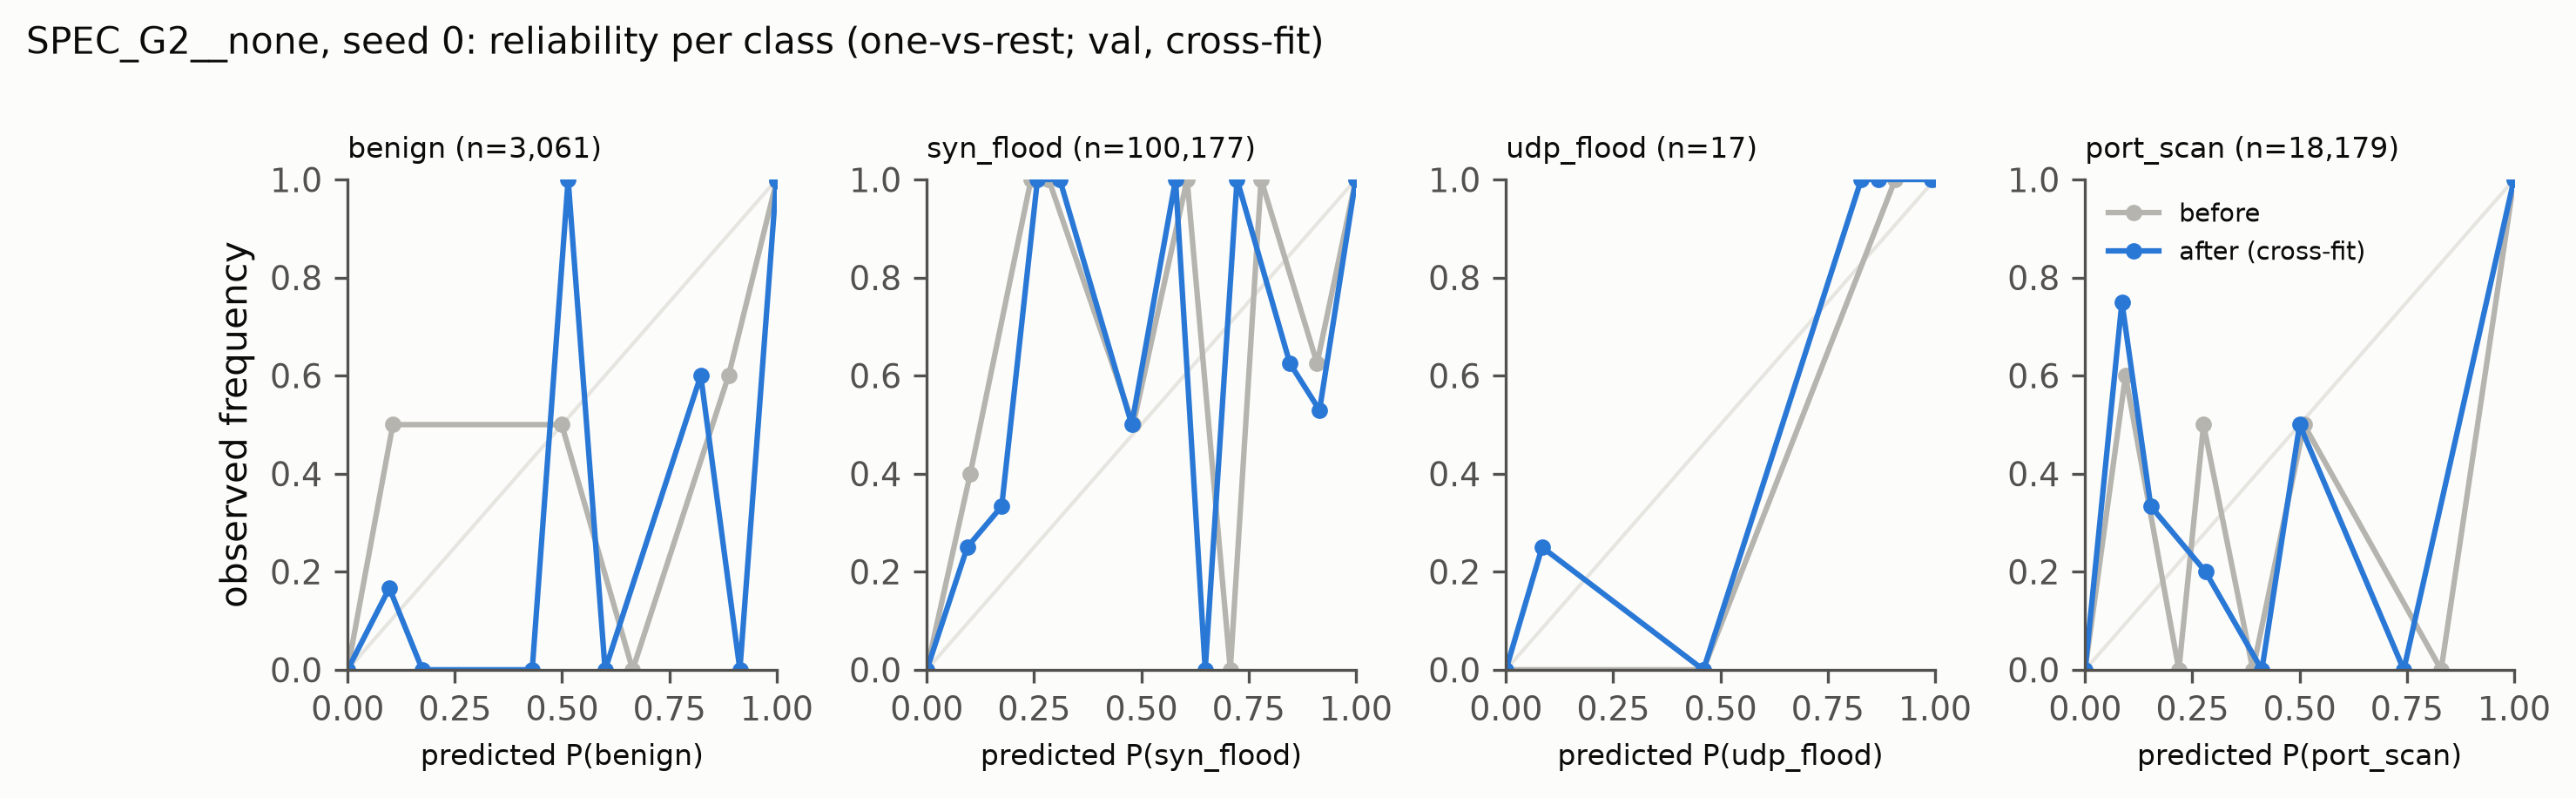 SPEC_G2__none, seed 0: reliability per class (one-vs-rest; val, cross-fit)
benign (n=3,061)
observed frequency
1.0
0.8
0.6
0.4
0.2
0.0
0.00 0.25 0.50 0.75 1.00
predicted P(benign)
syn_flood (n=100,177)
1.0
0.8
0.6
0.4
0.2
0.0
0.00 0.25 0.50 0.75 1.00
predicted P(syn_flood)
udp_flood (n=17)
1.0
0.8
0.6
0.4
0.2
0.0
0.00 0.25 0.50 0.75 1.00
predicted P(udp_flood)
port_scan (n=18,179)
1.0
0.8
0.6
0.4
0.2
0.0
before
after (cross-fit)
0.00 0.25 0.50 0.75 1.00
predicted P(port_scan)